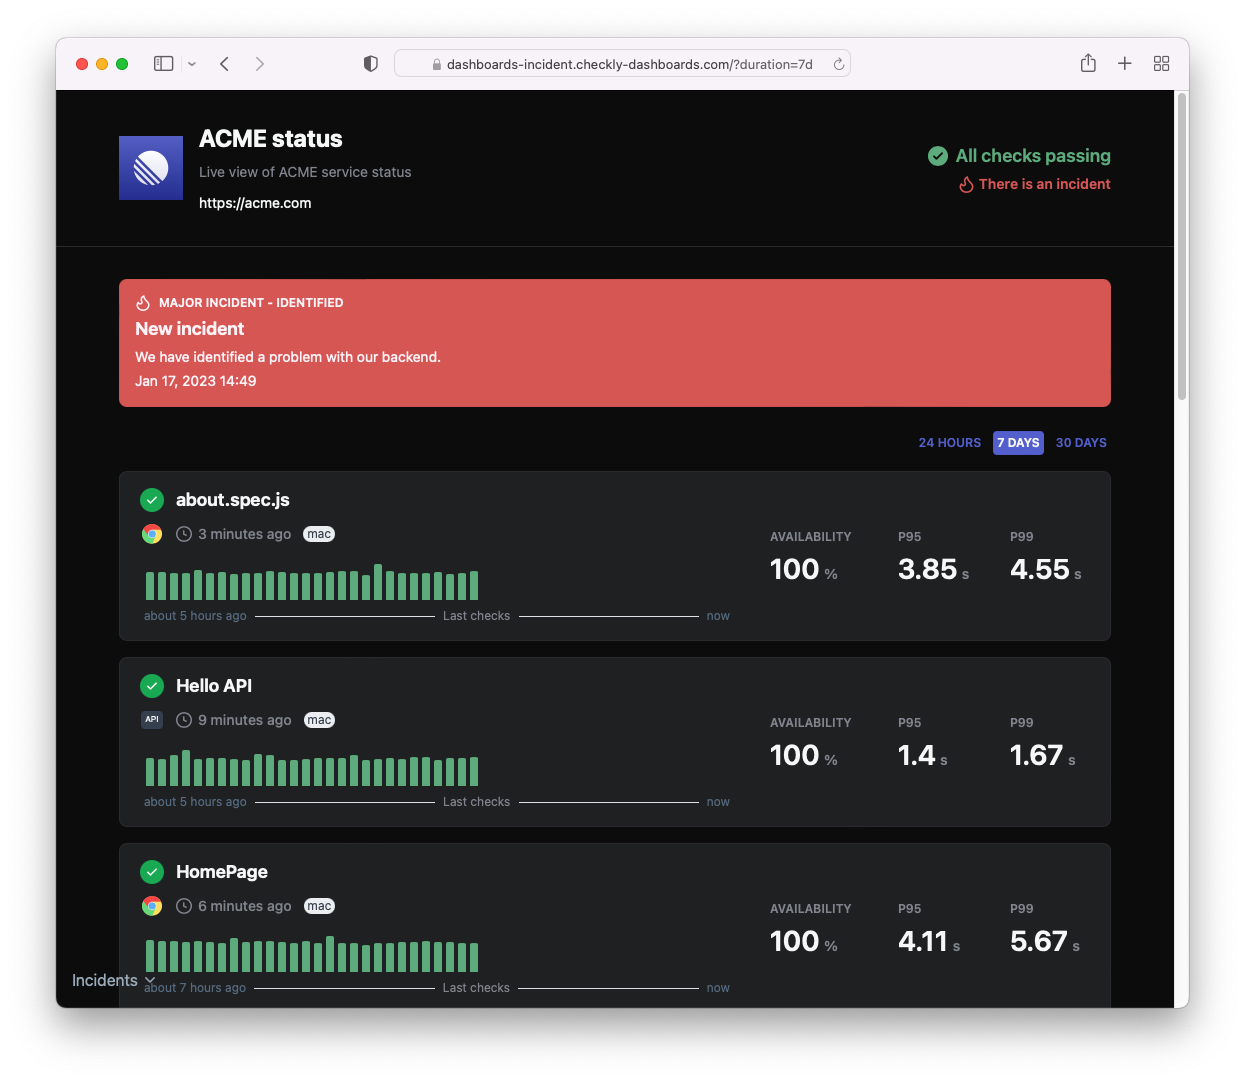 dashboards-incident.checkly-dashboards.com/?duration=7d
ACME status
Live view of ACME service status
https://acme.com
All checks passing
There is an incident
MAJOR INCIDENT - IDENTIFIED
New incident
We have identified a problem with our backend.
Jan 17, 2023 14:49
24 HOURS 7 DAYS 30 DAYS
about.spec.js
3 minutes ago mac
AVAILABILITY P95 P99
100 % 3.85 s 4.55 s
about 5 hours ago Last checks now
Hello API
API 9 minutes ago mac
AVAILABILITY P95 P99
100 % 1.4 s 1.67 s
about 5 hours ago Last checks now
HomePage
6 minutes ago mac
AVAILABILITY P95 P99
100 % 4.11 s 5.67 s
Incidents
about 7 hours ago Last checks now